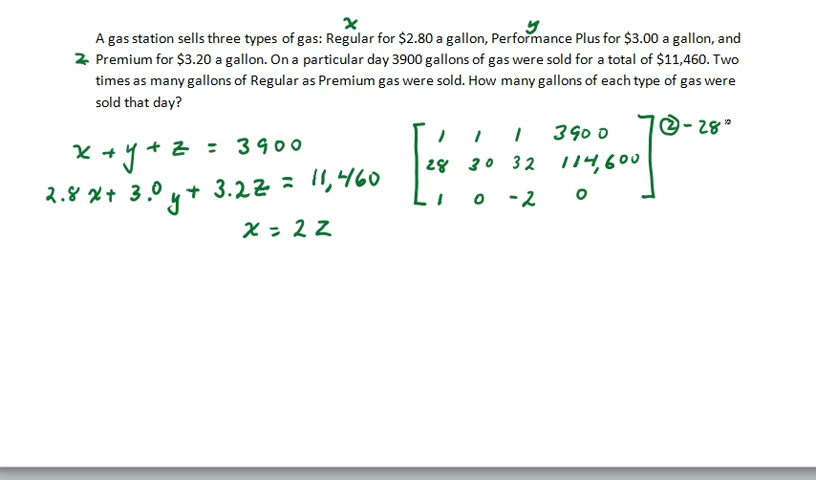 x
y
A gas station sells three types of gas: Regular for $2.80 a gallon, Performance Plus for $3.00 a gallon, and
z Premium for $3.20 a gallon. On a particular day 3900 gallons of gas were sold for a total of $11,460. Two
times as many gallons of Regular as Premium gas were sold. How many gallons of each type of gas were
sold that day?
x + y + z = 3900
2.8x + 3.0y + 3.2z = 11,460
x = 2z
1 1 1 3900
28 30 32 114,600
1 0 -2 0
② - 28